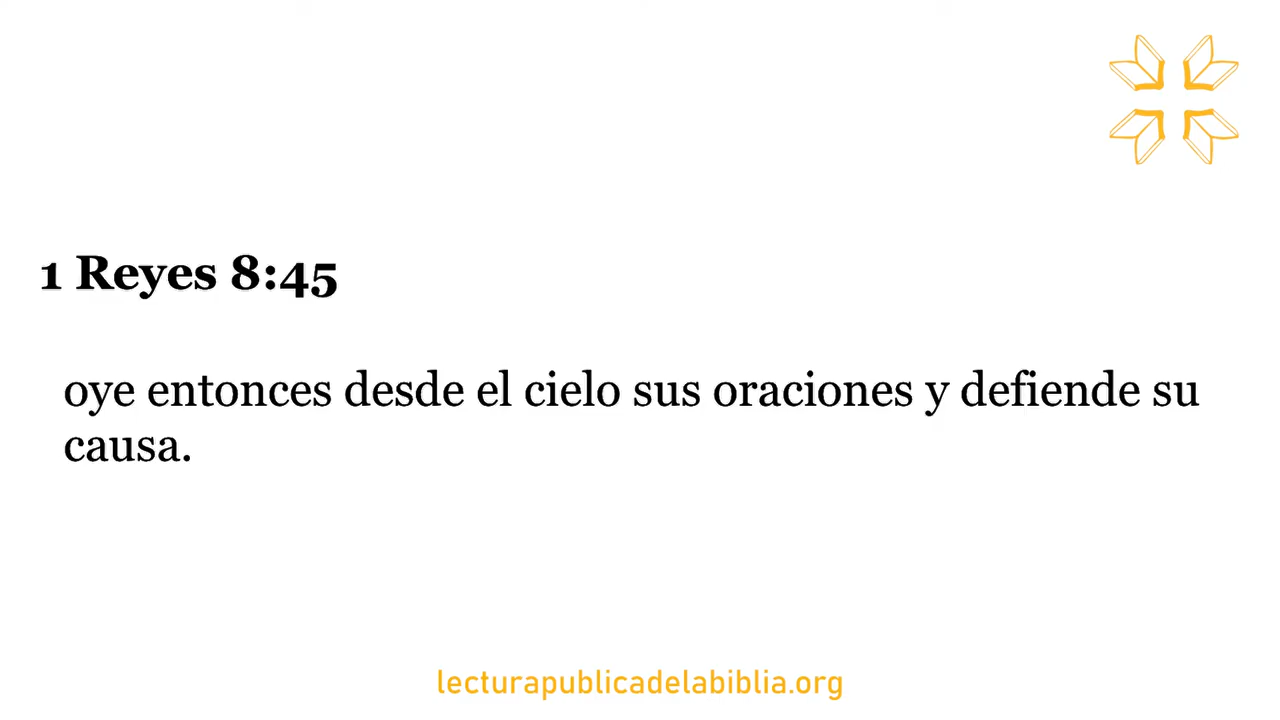 1 Reyes 8:45
oye entonces desde el cielo sus oraciones y defiende su
causa.
lecturapublicadelabiblia.org